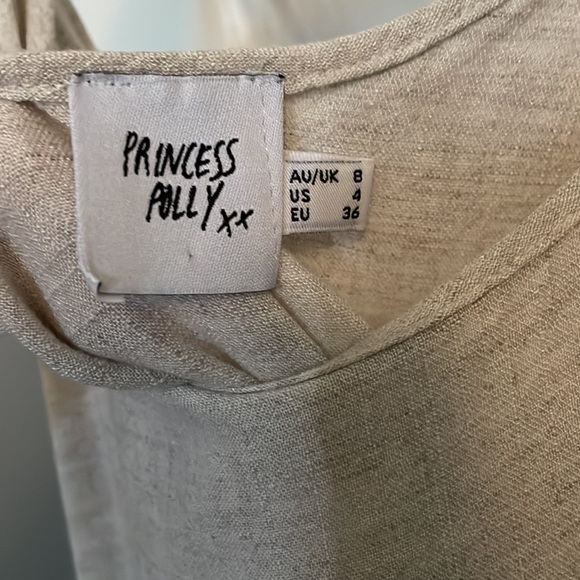 PRINCESS
POLLY xx
AU/UK 8
US 4
EU 36